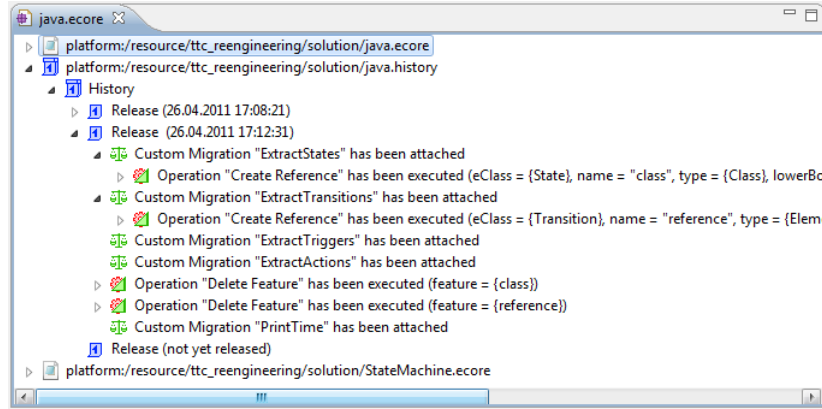 java.ecore
platform:/resource/ttc_reengineering/solution/java.ecore
platform:/resource/ttc_reengineering/solution/java.history
History
Release (26.04.2011 17:08:21)
Release (26.04.2011 17:12:31)
Custom Migration "ExtractStates" has been attached
Operation "Create Reference" has been executed (eClass = {State}, name = "class", type = {Class}, lowerBo
Custom Migration "ExtractTransitions" has been attached
Operation "Create Reference" has been executed (eClass = {Transition}, name = "reference", type = {Elem
Custom Migration "ExtractTriggers" has been attached
Custom Migration "ExtractActions" has been attached
Operation "Delete Feature" has been executed (feature = {class})
Operation "Delete Feature" has been executed (feature = {reference})
Custom Migration "PrintTime" has been attached
Release (not yet released)
platform:/resource/ttc_reengineering/solution/StateMachine.ecore